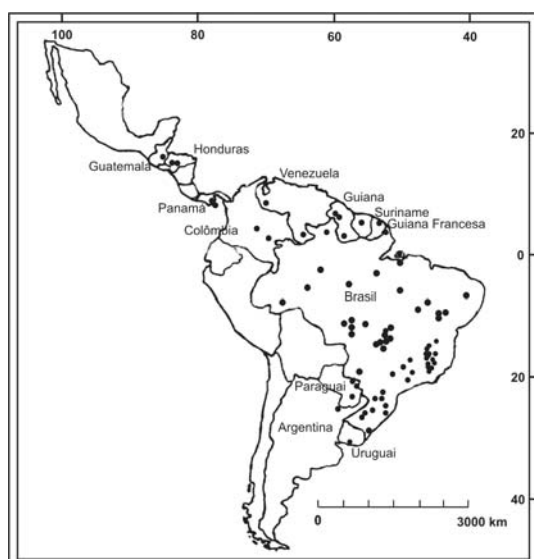 100
80
60
40
20
Honduras
Guatemala
Venezuela
Panamá
Guiana
Suriname
Guiana Francesa
Colômbia
0
Brasil
Paraguai
20
Argentina
Uruguai
40
0
3000 km